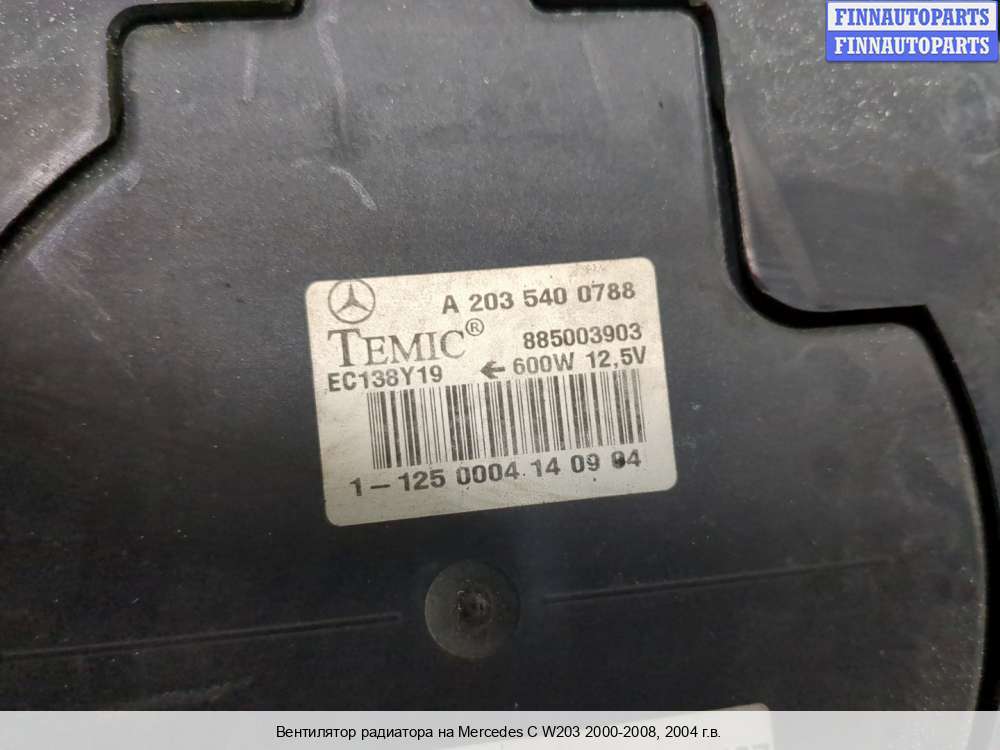 FINNAUTOPARTS
FINNAUTOPARTS
A 203 540 0788
TEMIC®
885003903
EC138Y19 ← 600W 12,5V
1-125 0004 14 09 94
Вентилятор радиатора на Mercedes C W203 2000-2008, 2004 г.в.